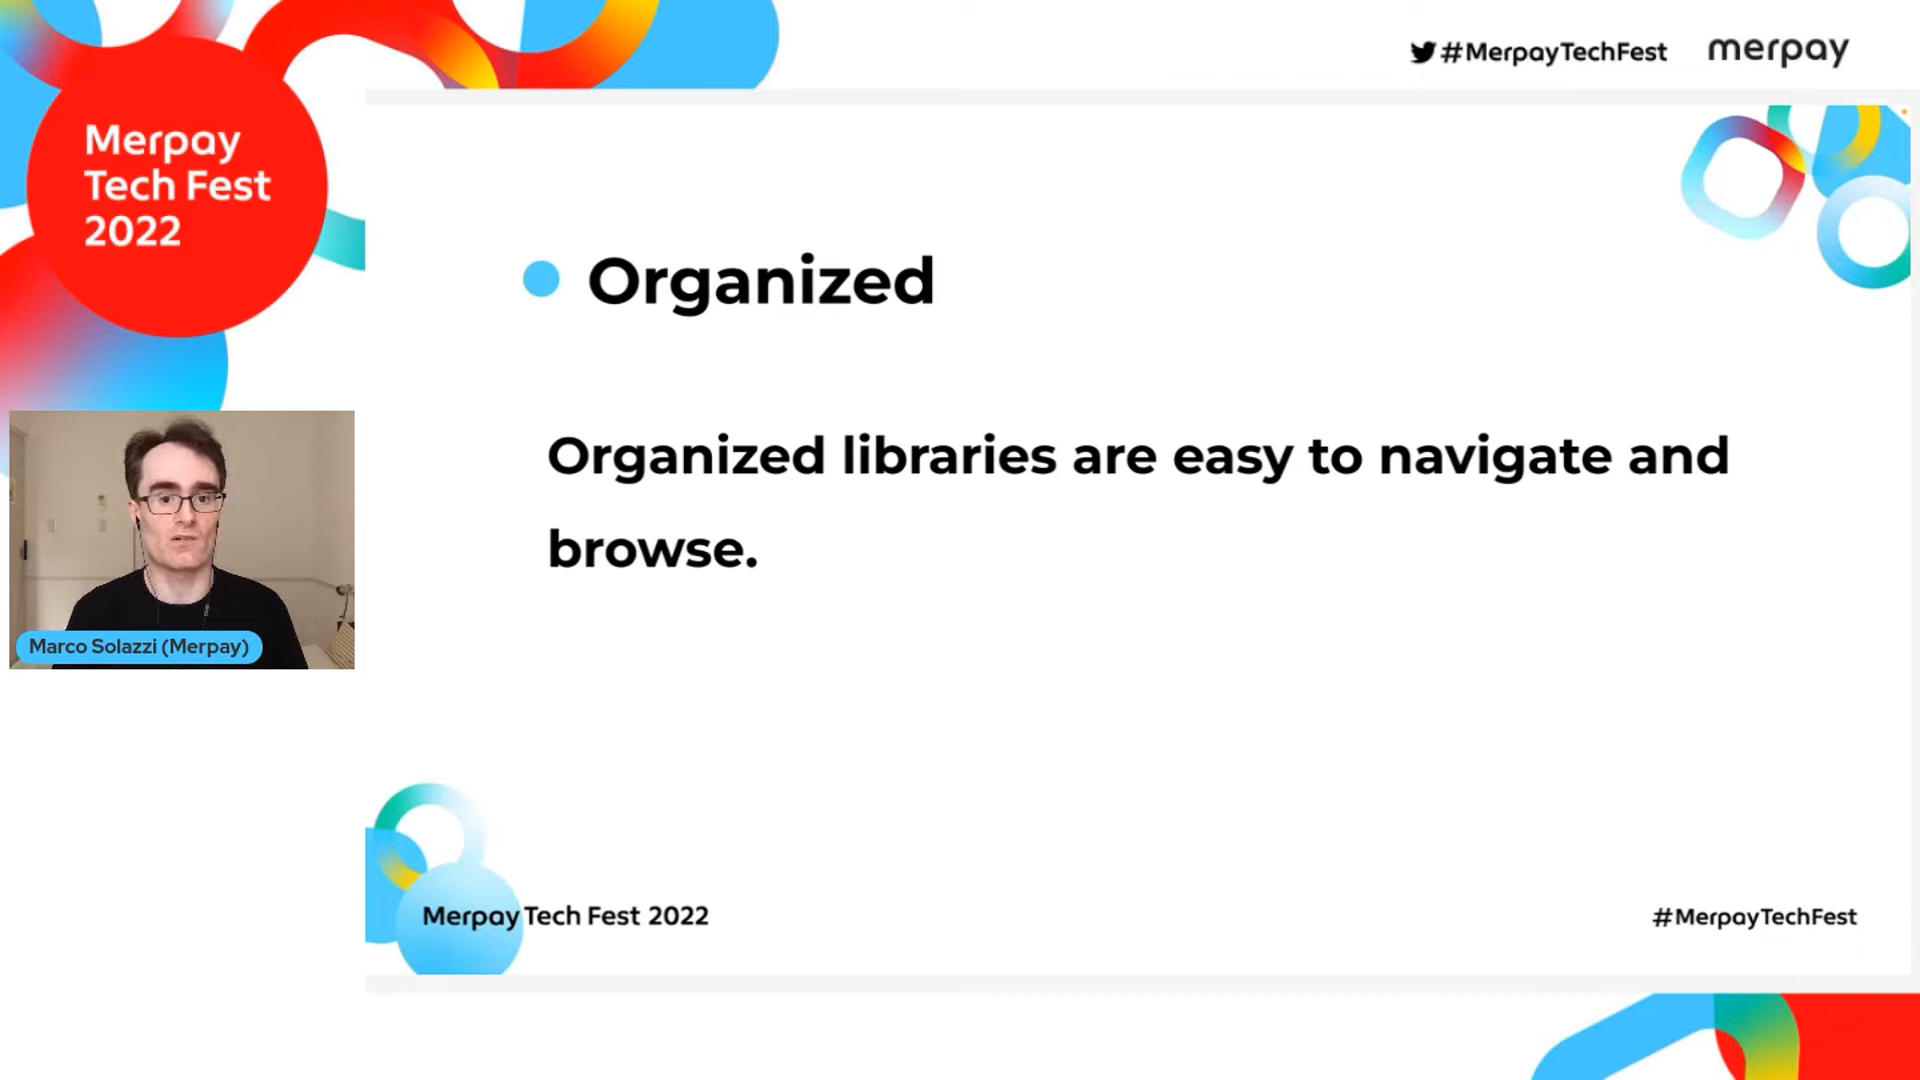 #MerpayTechFest merpay
Merpay
Tech Fest
2022
Organized
Organized libraries are easy to navigate and
browse.
Marco Solazzi (Merpay)
Merpay Tech Fest 2022
#MerpayTechFest